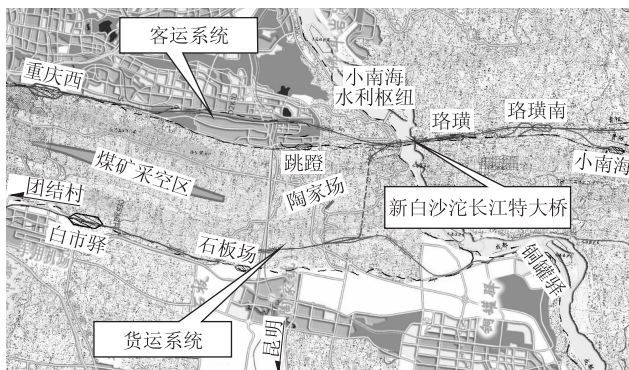 客运系统
重庆西
小南海
水利枢纽
珞璜
珞璜南
小南海
跳蹬
煤矿采空区
陶家场
新白沙沱长江特大桥
团结村
白市驿
石板场
铜罐驿
货运系统
昆明